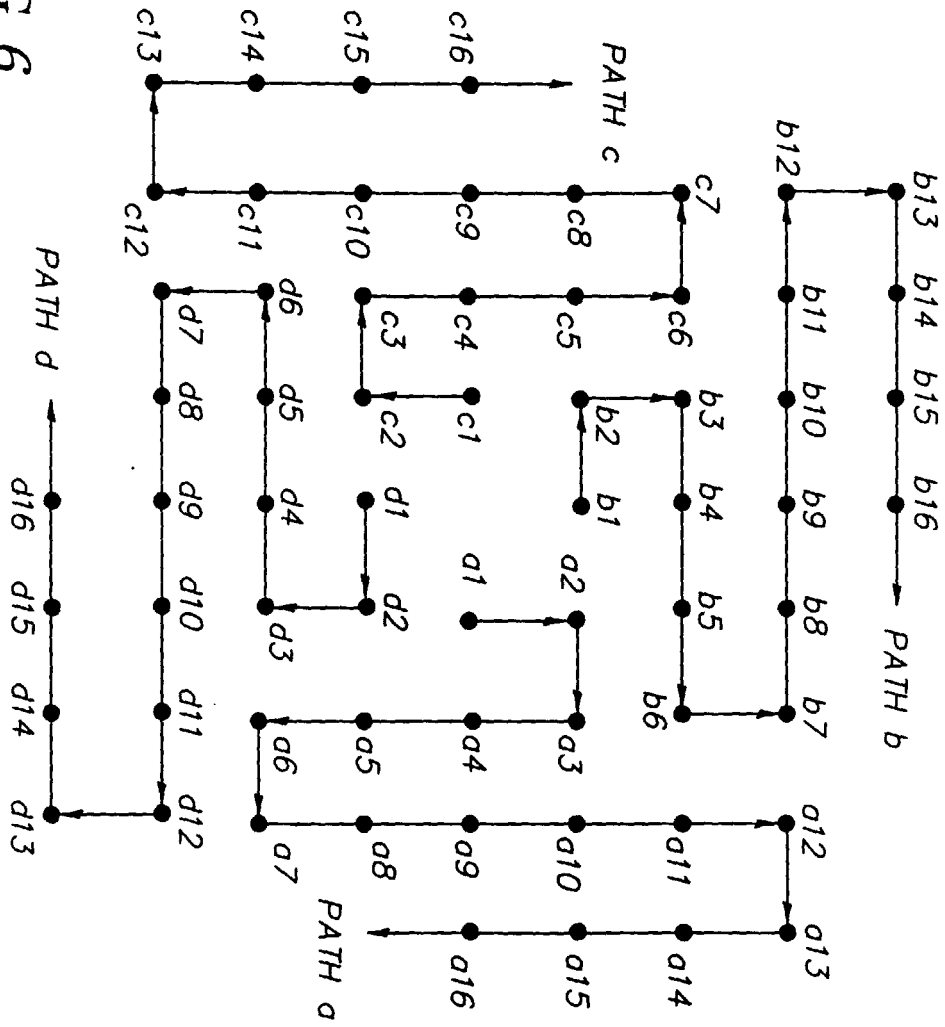 b13 b14 b15 b16
PATH b
b12 b11 b10 b9 b8 b7 a12 a13
c7 b3 b4 b5 b6 a11 a14
PATH c c6
c8 c5 b2 b1 a2 a3 a10 a15
c16 c9 c4 c1 a1 a4 a9 a16
c15 c10 c3 c2 d1 d2 a5 a8 PATH a
c14 c11 d6 d5 d4 d3 a6 a7
c13 c12 d7 d8 d9 d10 d11 d12
PATH d
d16 d15 d14 d13
6